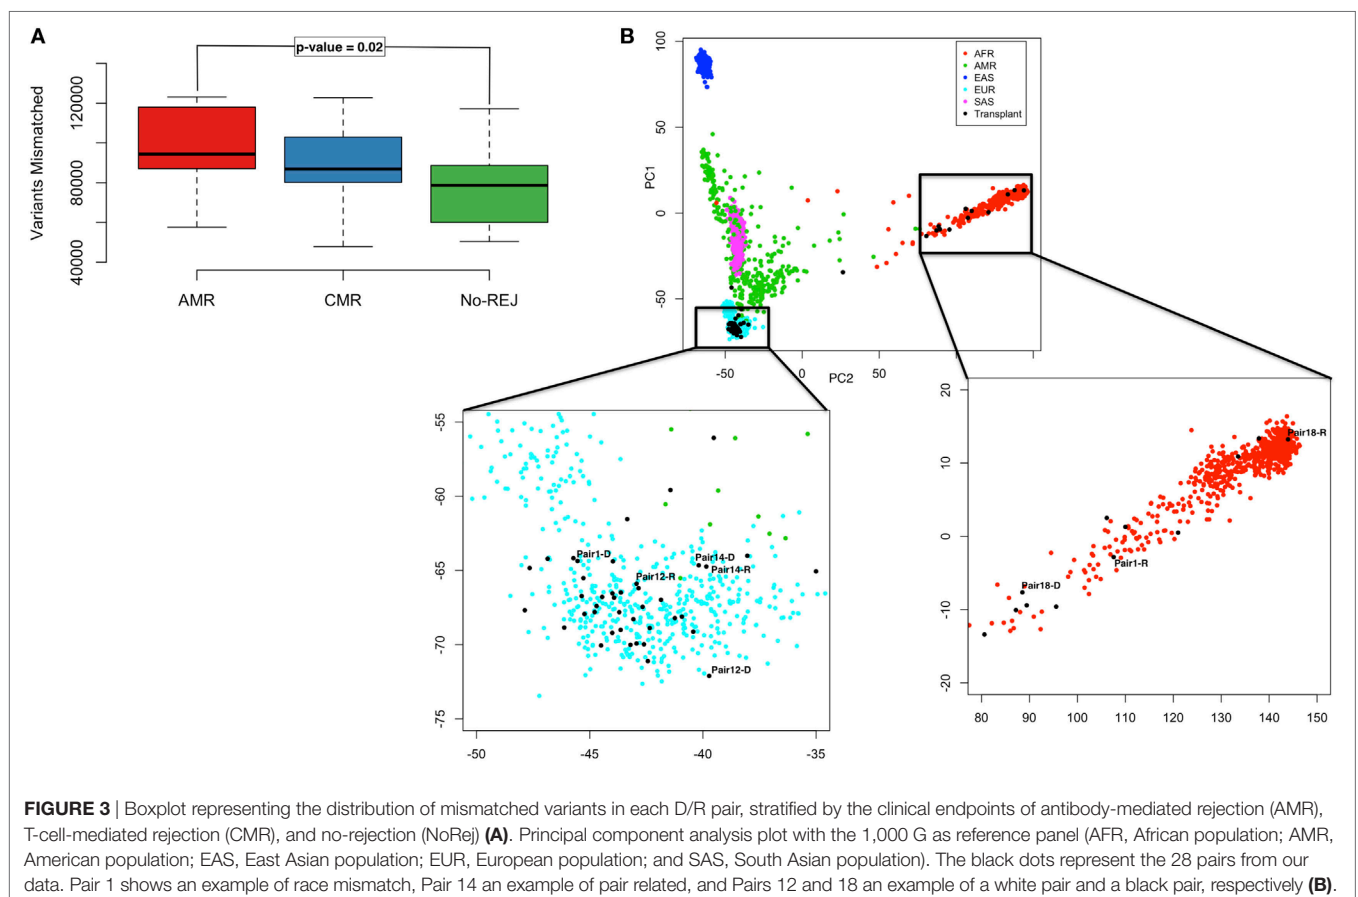 A
p-value = 0.02
Variants Mismatched
120000
80000
40000
AMR
CMR
No-REJ
B
100
50
0
-50
PC1
-50
0
50
PC2
AFR
AMR
EAS
EUR
SAS
Transplant
-55
-60
-65
-70
-75
Pair1-D
Pair12-R
Pair14-D
Pair14-R
Pair12-D
-50
-45
-40
-35
20
10
0
-10
-20
Pair18-R
Pair1-R
Pair18-D
80
90
100
110
120
130
140
150
FIGURE 3 | Boxplot representing the distribution of mismatched variants in each D/R pair, stratified by the clinical endpoints of antibody-mediated rejection (AMR),
T-cell-mediated rejection (CMR), and no-rejection (NoRej) (A). Principal component analysis plot with the 1,000 G as reference panel (AFR, African population; AMR,
American population; EAS, East Asian population; EUR, European population; and SAS, South Asian population). The black dots represent the 28 pairs from our
data. Pair 1 shows an example of race mismatch, Pair 14 an example of pair related, and Pairs 12 and 18 an example of a white pair and a black pair, respectively (B).